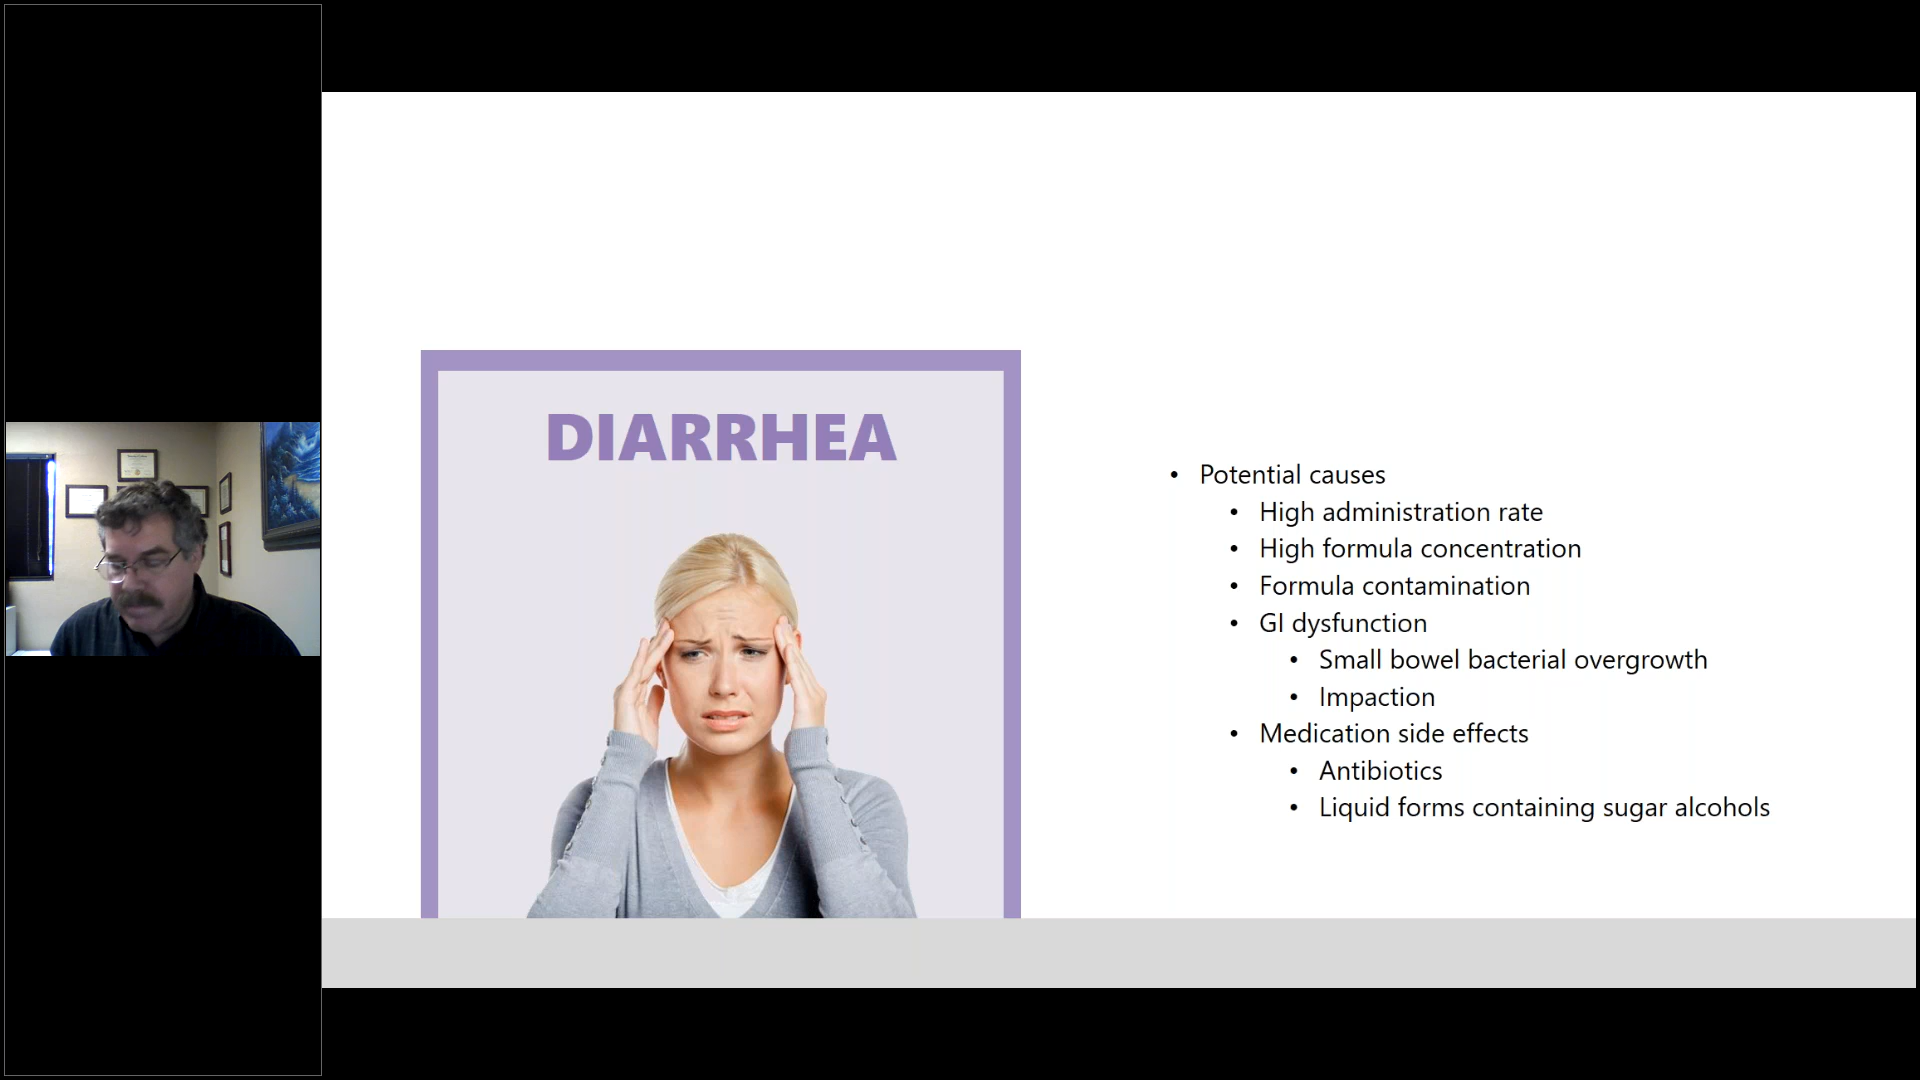 DIARRHEA
• Potential causes
• High administration rate
• High formula concentration
• Formula contamination
• GI dysfunction
• Small bowel bacterial overgrowth
• Impaction
• Medication side effects
• Antibiotics
• Liquid forms containing sugar alcohols